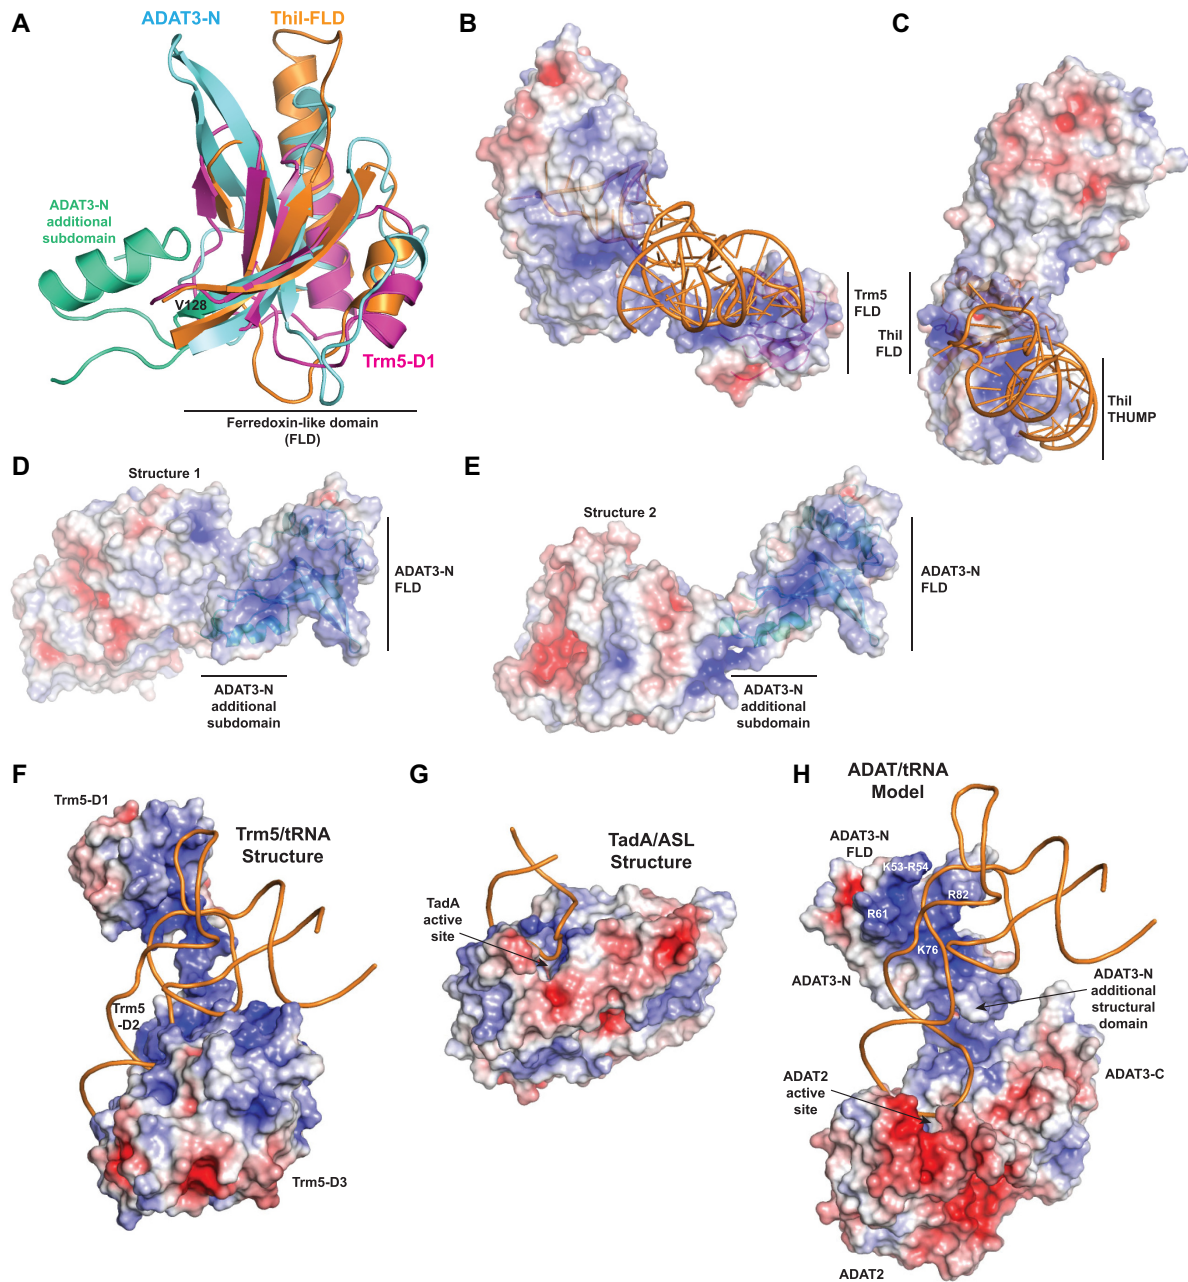 A
ADAT3-N
ThiI-FLD
ADAT3-N
additional
subdomain
V128
Trm5-D1
Ferredoxin-like domain
(FLD)
B
Trm5
FLD
C
ThiI
FLD
ThiI
THUMP
D
Structure 1
ADAT3-N
FLD
ADAT3-N
additional
subdomain
E
Structure 2
ADAT3-N
FLD
ADAT3-N
additional
subdomain
F
Trm5-D1
Trm5/tRNA
Structure
Trm5
-D2
Trm5-D3
G
TadA/ASL
Structure
TadA
active
site
H
ADAT/tRNA
Model
ADAT3-N
FLD
K53-R54
R82
R61
K76
ADAT3-N
ADAT3-N
additional
structural
domain
ADAT2
active
site
ADAT3-C
ADAT2